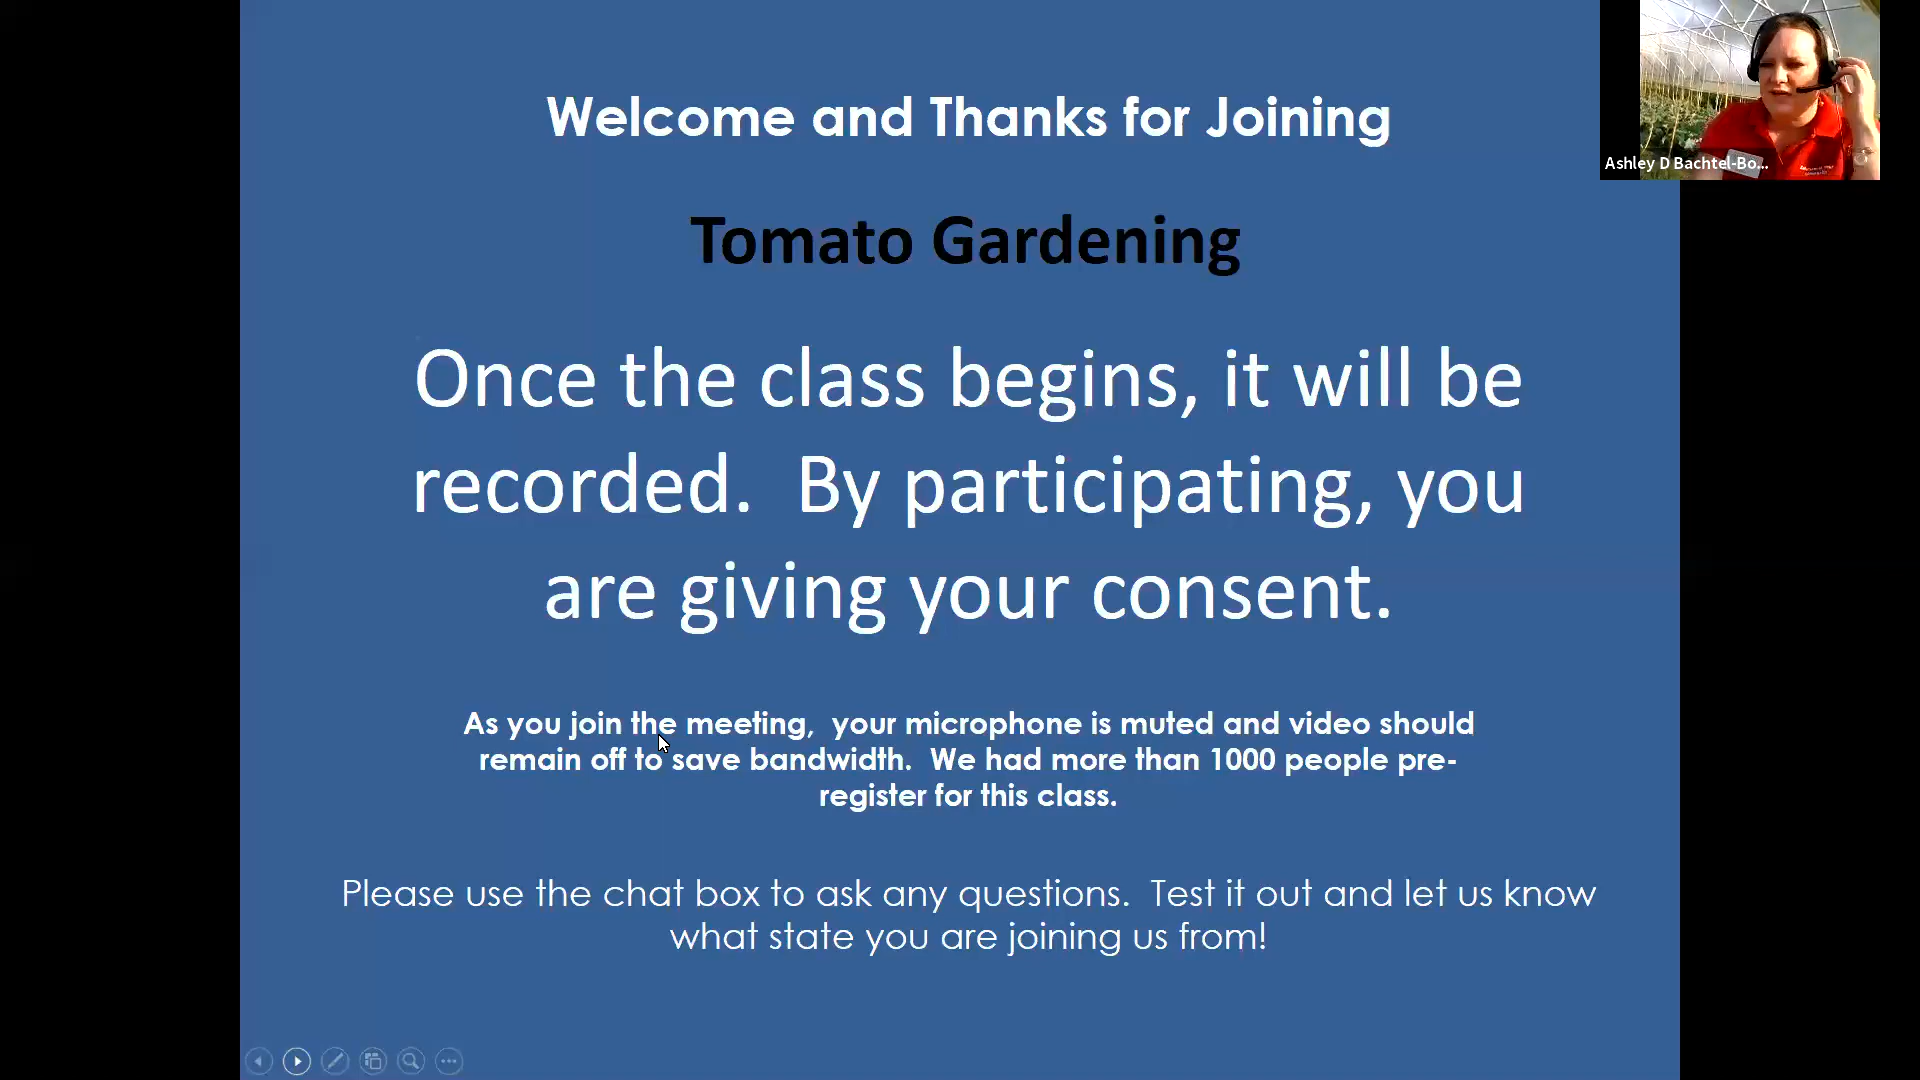 Welcome and Thanks for Joining
Tomato Gardening
Once the class begins, it will be
recorded.  By participating, you
are giving your consent.
As you join the meeting,  your microphone is muted and video should
remain off to save bandwidth.  We had more than 1000 people pre-
register for this class.
Please use the chat box to ask any questions.  Test it out and let us know
what state you are joining us from!
Ashley D Bachtel-Bo...